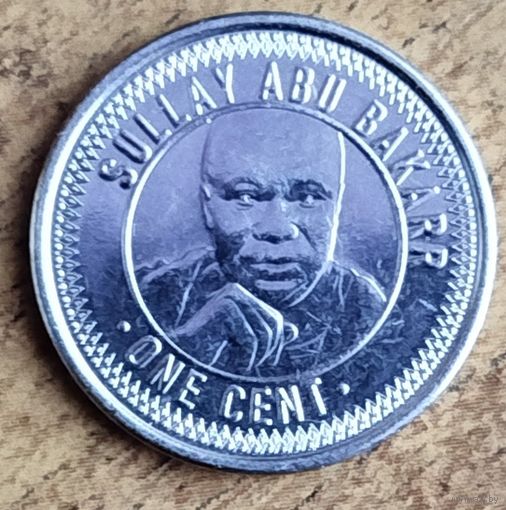 SULLAY ABU BAKARR
· ONE CENT ·